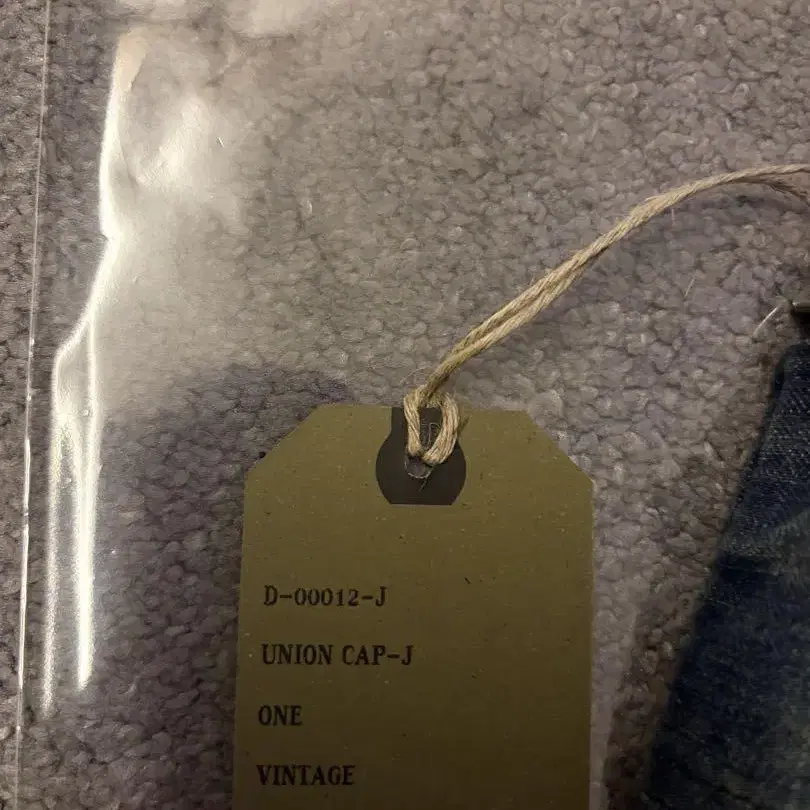 D-00012-J
UNION CAP-J
ONE
VINTAGE